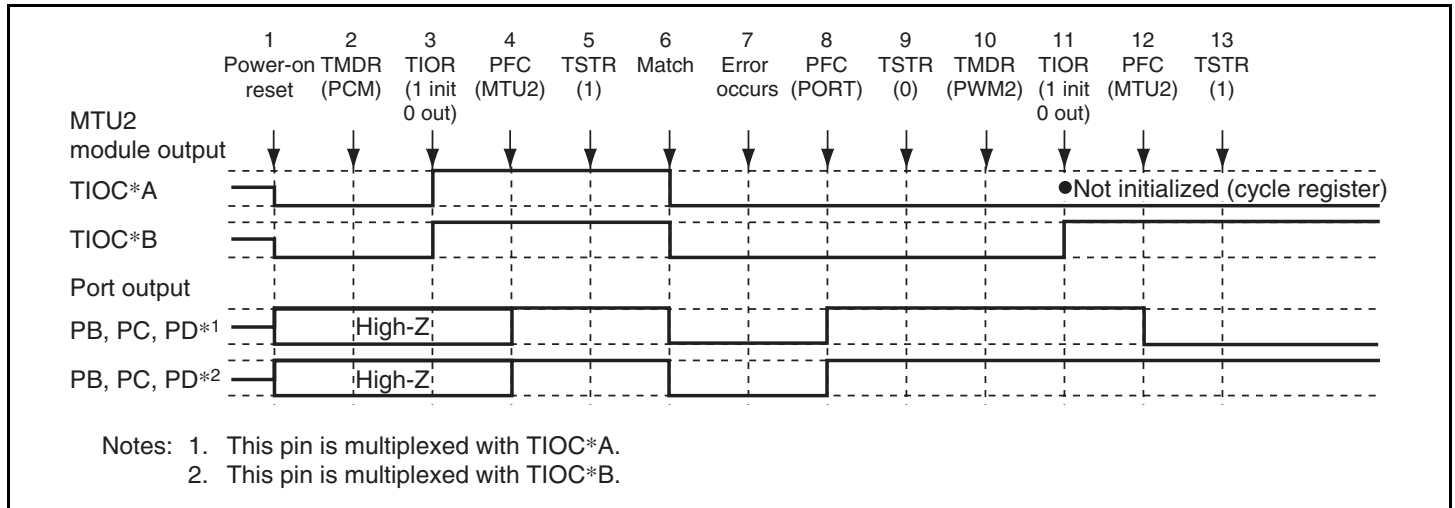 1 2 3 4 5 6 7 8 9 10 11 12 13
Power-on TMDR TIOR PFC TSTR Match Error PFC TSTR TMDR TIOR PFC TSTR
reset (PCM) (1 init (MTU2) (1) occurs (PORT) (0) (PWM2) (1 init (MTU2) (1)
0 out) 0 out)
MTU2
module output
TIOC*A
●Not initialized (cycle register)
TIOC*B
Port output
PB, PC, PD*1 High-Z
PB, PC, PD*2 High-Z
Notes: 1. This pin is multiplexed with TIOC*A.
2. This pin is multiplexed with TIOC*B.